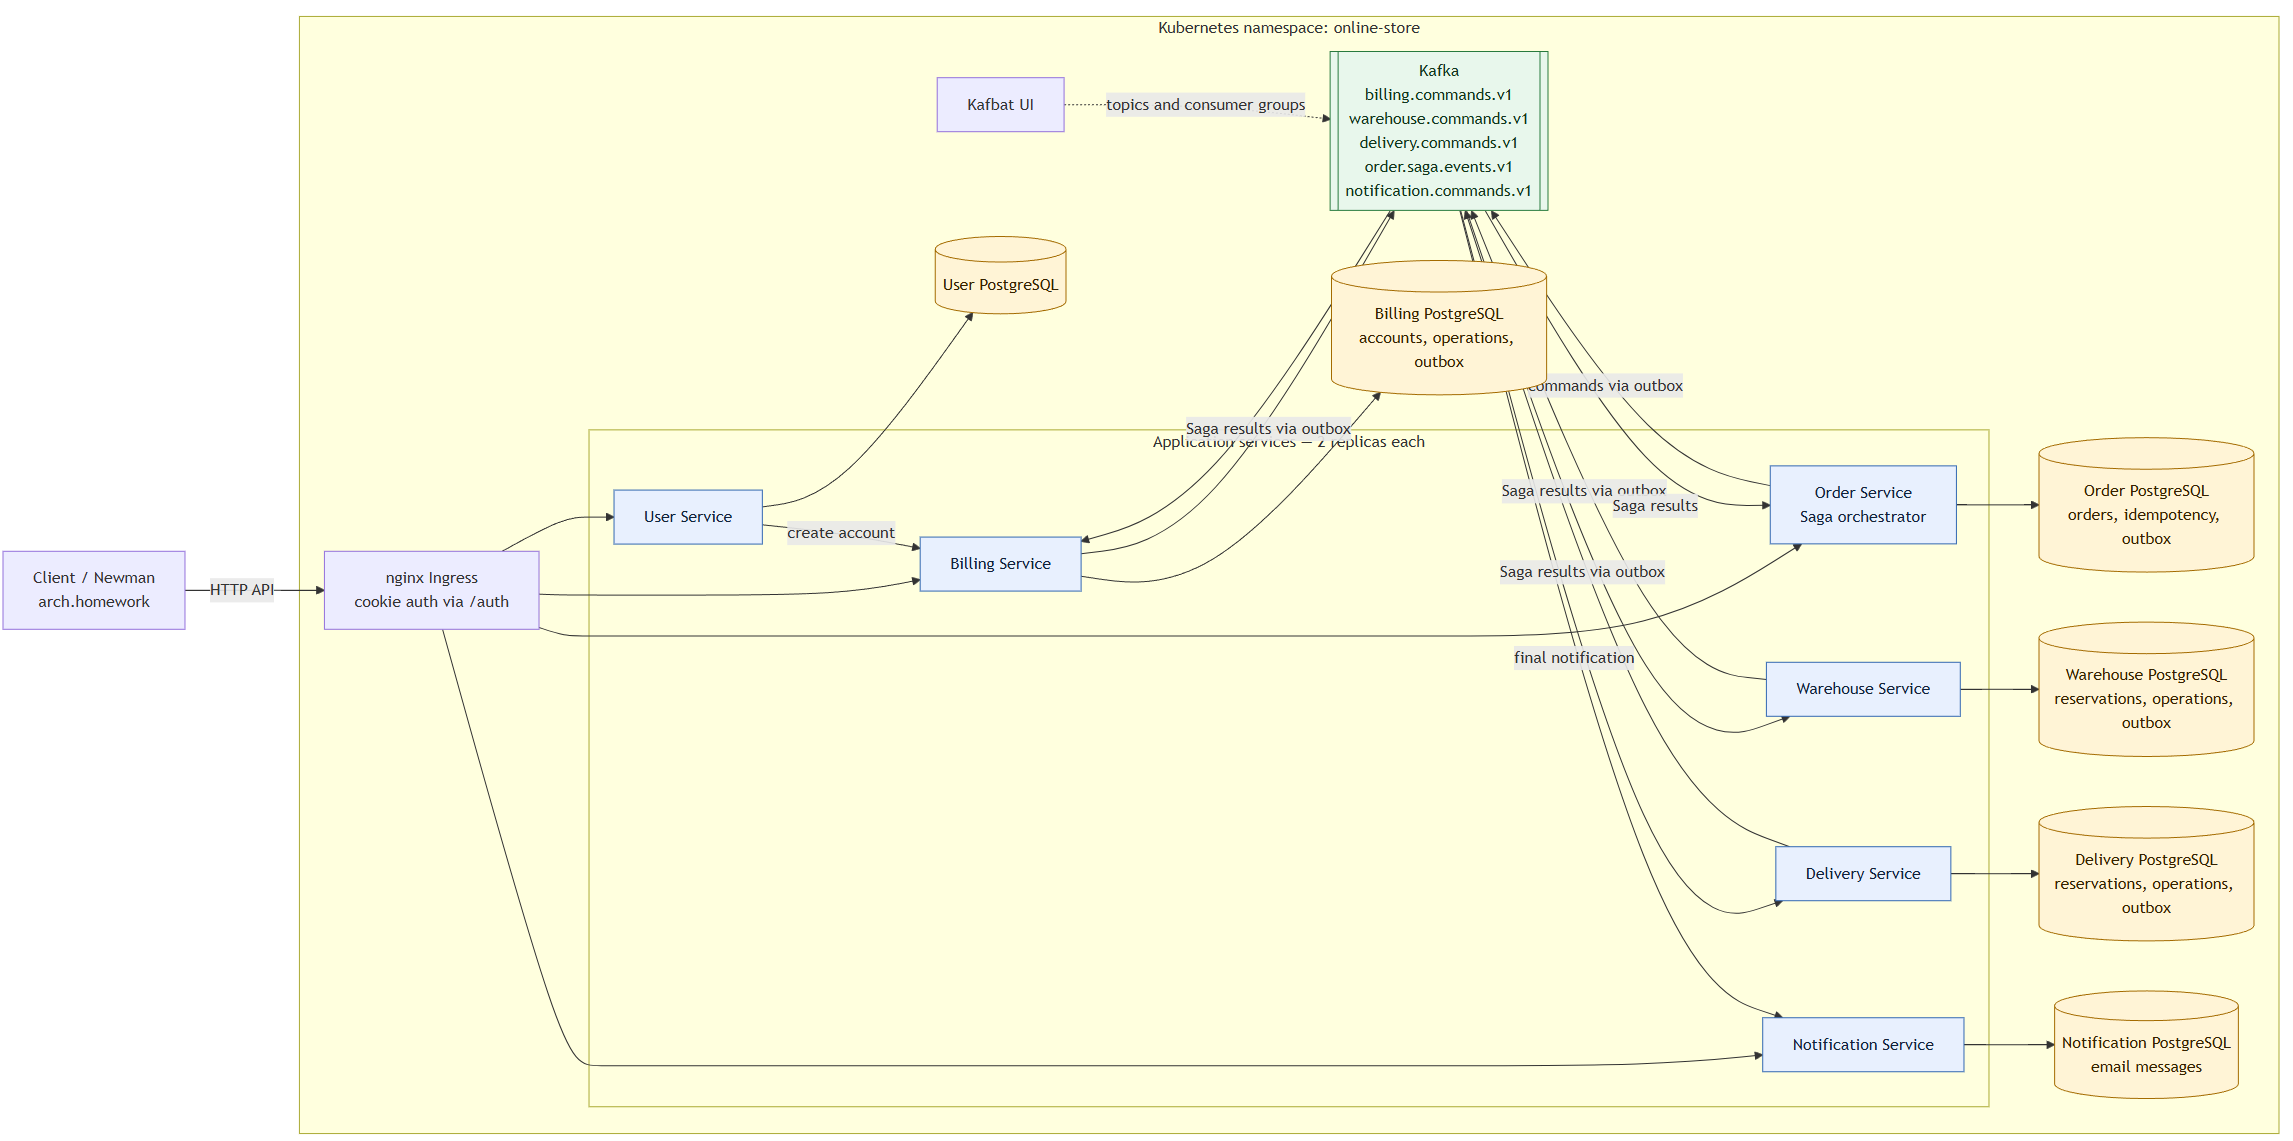 Kubernetes namespace: online-store
Kafka
billing.commands.v1
warehouse.commands.v1
delivery.commands.v1
order.saga.events.v1
notification.commands.v1
Kafbat UI
topics and consumer groups
User PostgreSQL
Billing PostgreSQL
accounts, operations,
outbox
commands via outbox
Saga results via outbox
Application services — 2 replicas each
Saga results via outbox
Saga results
Order Service
Saga orchestrator
Order PostgreSQL
orders, idempotency,
outbox
User Service
create account
Billing Service
Client / Newman
arch.homework
HTTP API
nginx Ingress
cookie auth via /auth
Saga results via outbox
final notification
Warehouse Service
Warehouse PostgreSQL
reservations, operations,
outbox
Delivery Service
Delivery PostgreSQL
reservations, operations,
outbox
Notification Service
Notification PostgreSQL
email messages